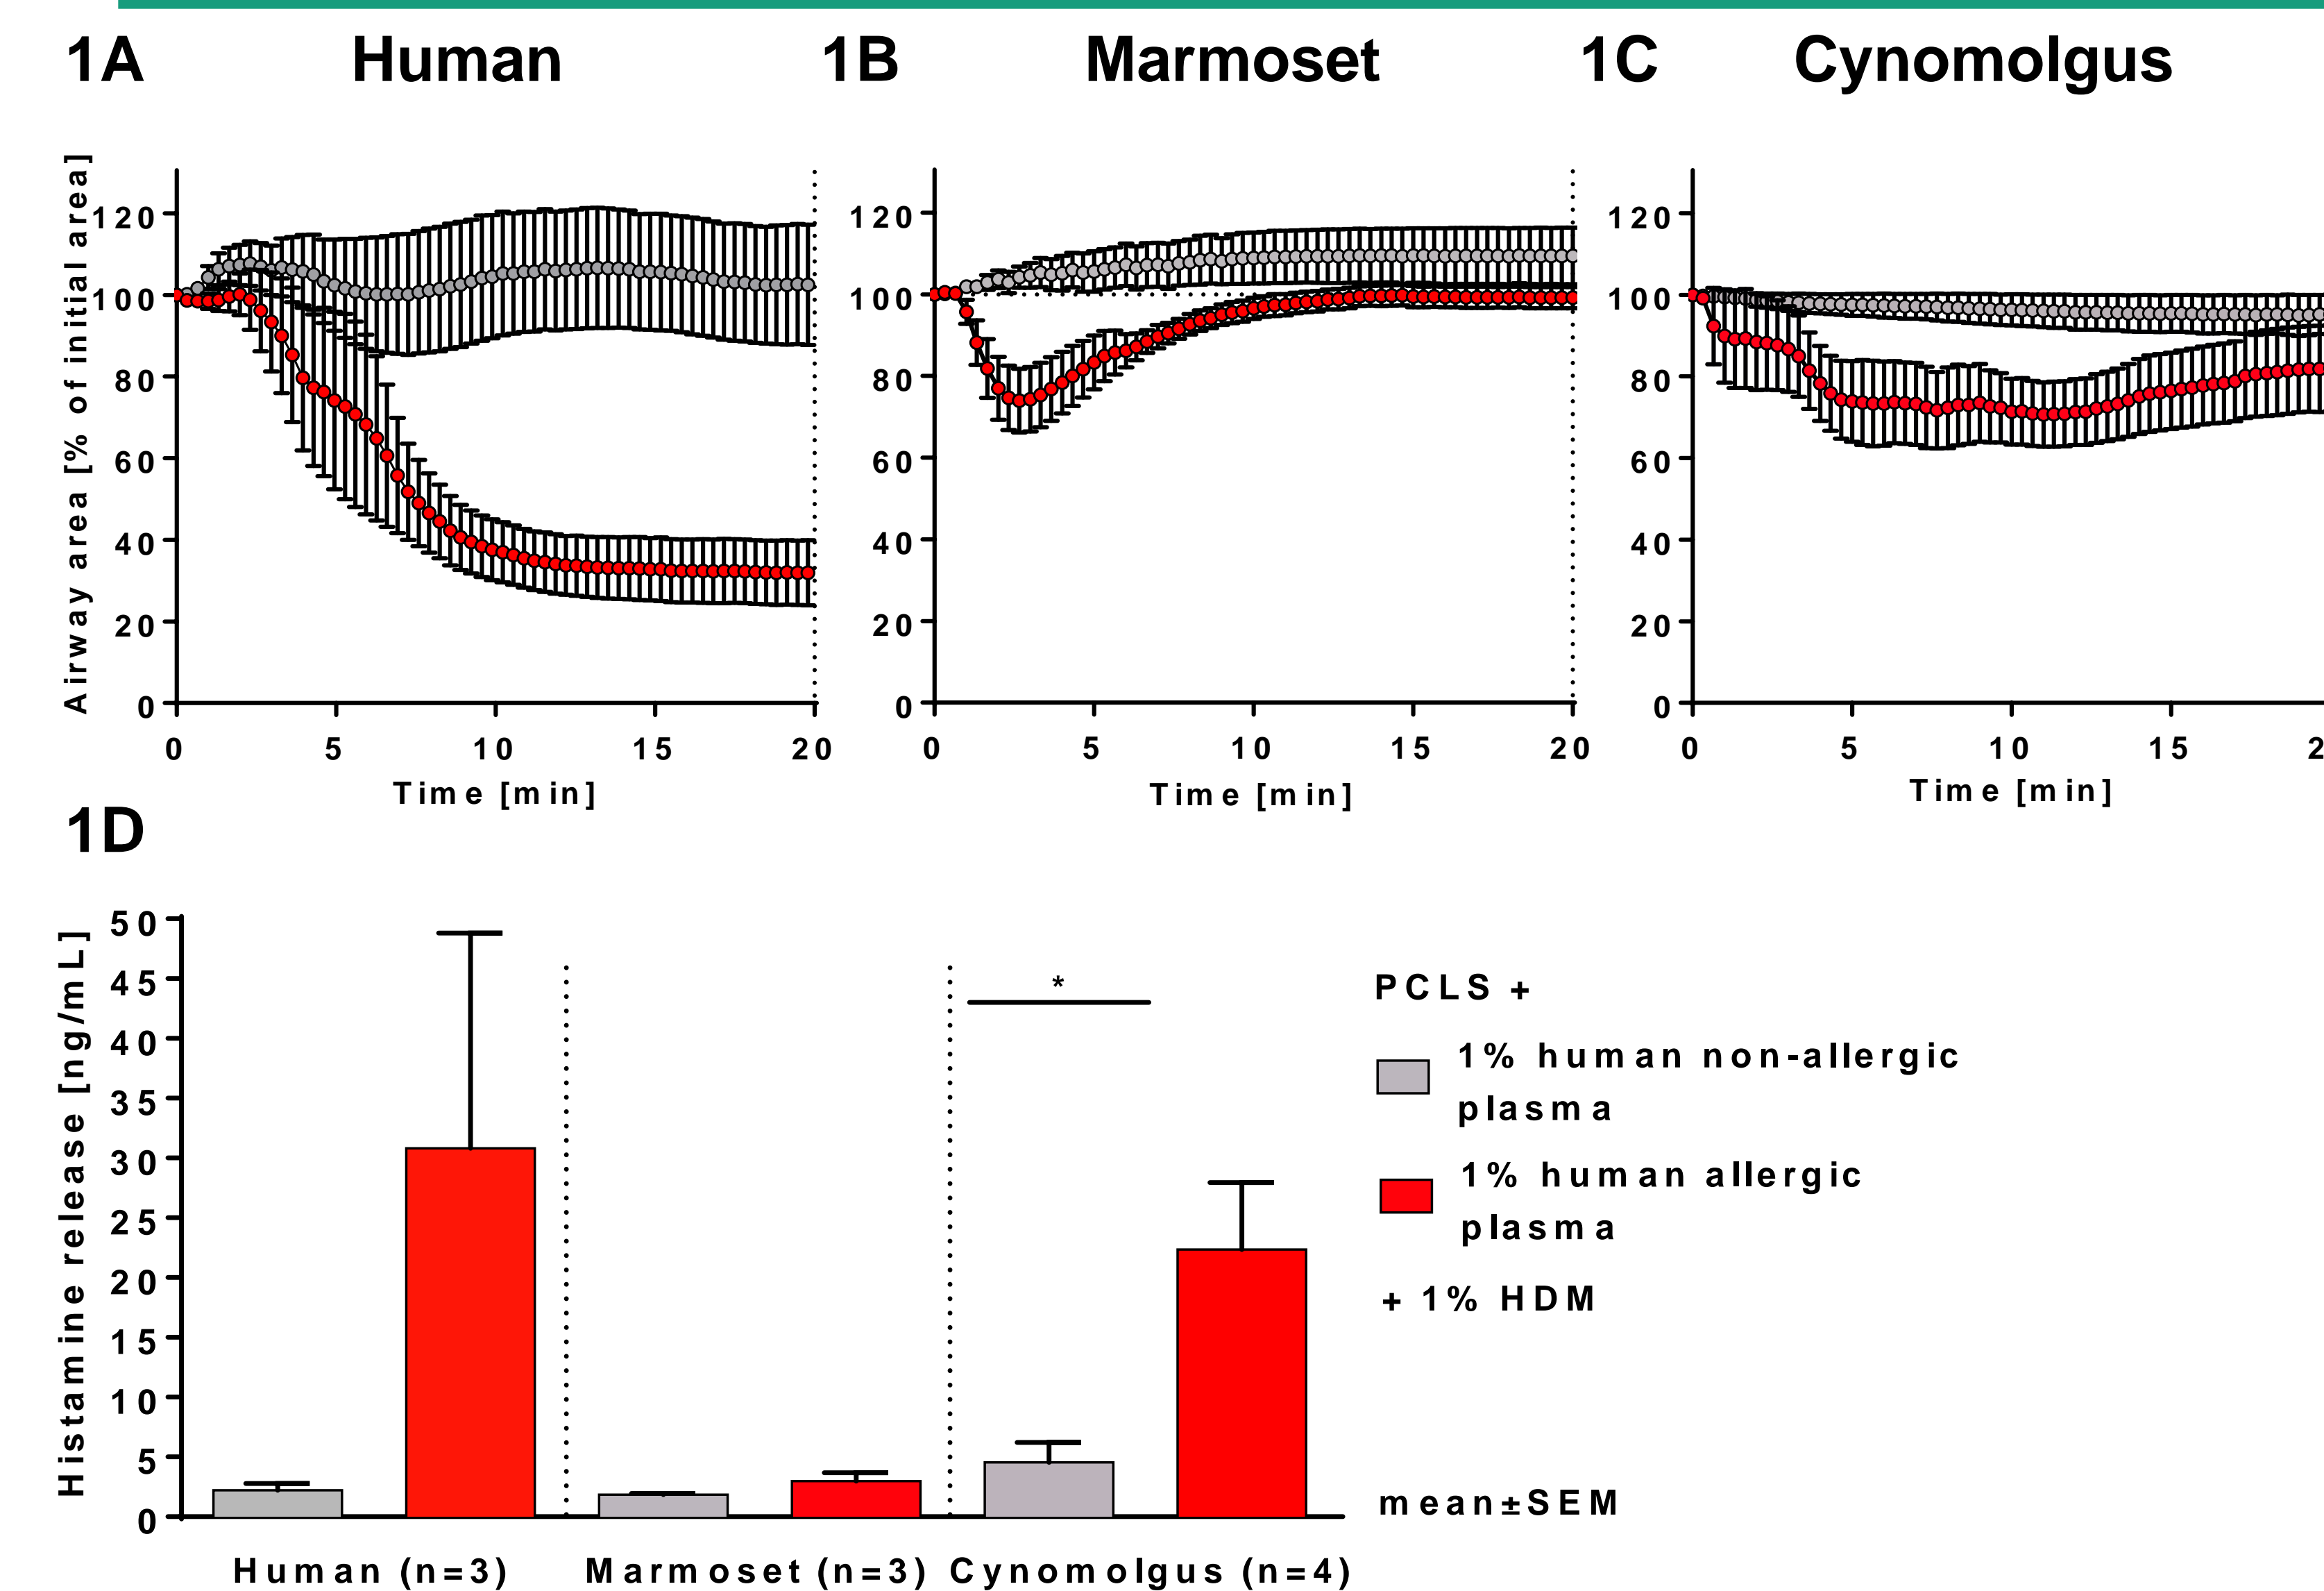 1A Human 1B Marmoset 1C Cynomolgus
Airway area [% of initial area]
120
100
80
60
40
20
0
0 5 10 15 20
Time [min]
120
100
80
60
40
20
0
0 5 10 15 20
Time [min]
120
100
80
60
40
20
0
0 5 10 15 2
Time [min]
1D
Histamine release [ng/mL]
50
45
40
35
30
25
20
15
10
5
0
*
Human (n=3) Marmoset (n=3) Cynomolgus (n=4)
PCLS +
1% human non-allergic
plasma
1% human allergic
plasma
+ 1% HDM
mean±SEM